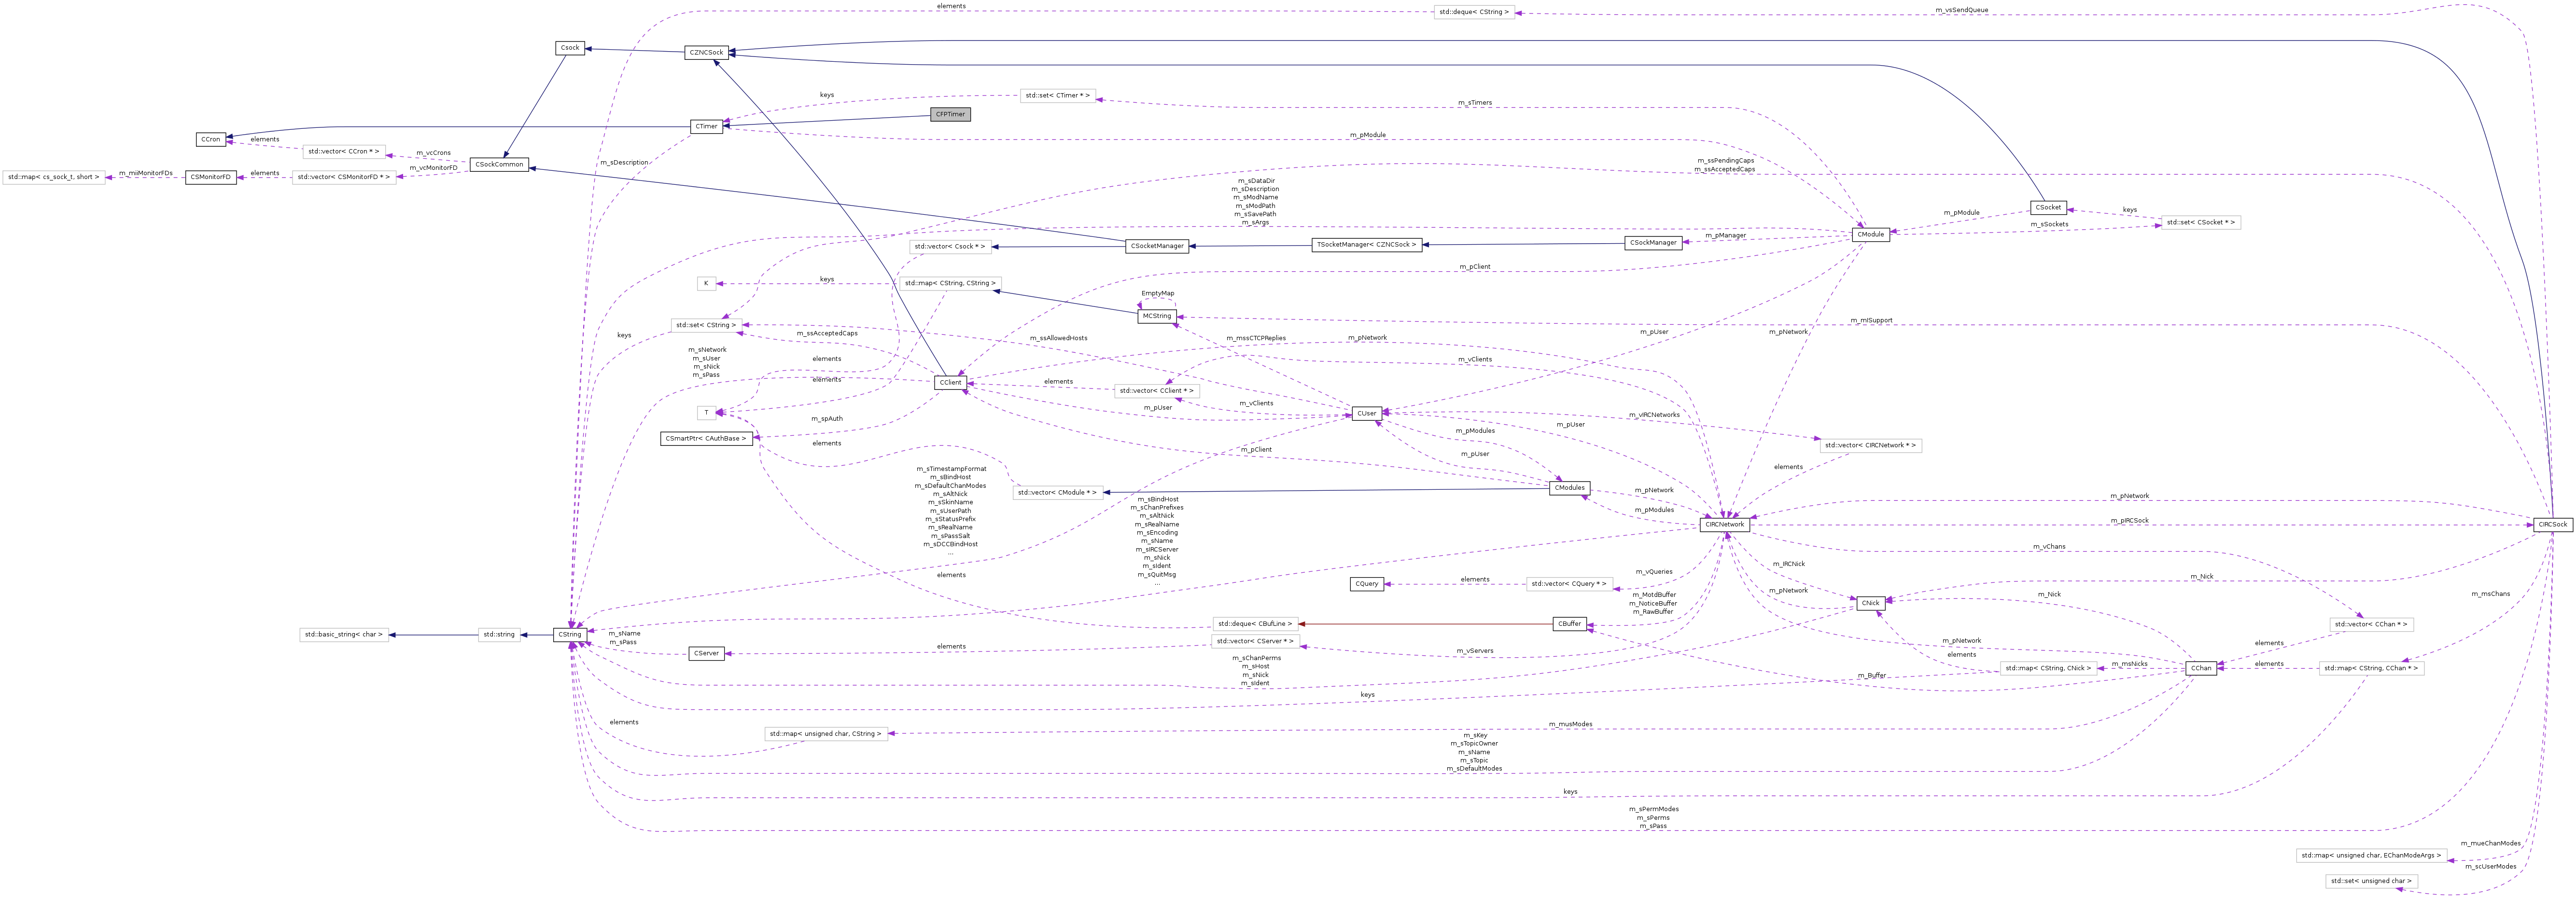 elements
std::deque< CString >
m_vsSendQueue
Csock
CZNCSock
keys
std::set< CTimer * >
m_sTimers
CFPTimer
CTimer
m_pModule
CCron
elements
std::vector< CCron * >
m_vcCrons
CSockCommon
m_sDescription
m_vcMonitorFD
std::map< cs_sock_t, short >
m_miiMonitorFDs
CSMonitorFD
elements
std::vector< CSMonitorFD * >
m_ssPendingCaps
m_ssAcceptedCaps
m_sDataDir
m_sDescription
m_sModName
m_sModPath
m_sSavePath
m_sArgs
CSocket
m_pModule
keys
std::set< CSocket * >
m_sSockets
CModule
m_pManager
CSockManager
TSocketManager< CZNCSock >
CSocketManager
std::vector< Csock * >
m_pClient
K
keys
std::map< CString, CString >
EmptyMap
MCString
m_mISupport
std::set< CString >
keys
m_ssAcceptedCaps
m_ssAllowedHosts
m_mssCTCPReplies
m_pNetwork
m_pUser
m_pNetwork
m_sNetwork
m_sUser
m_sNick
m_sPass
elements
elements
m_vClients
CClient
elements
std::vector< CClient * >
m_vClients
m_pUser
T
m_spAuth
CSmartPtr< CAuthBase >
elements
CUser
m_vIRCNetworks
m_pUser
m_pModules
m_pUser
m_pClient
std::vector< CIRCNetwork * >
elements
m_sTimestampFormat
m_sBindHost
m_sDefaultChanModes
m_sAltNick
m_sSkinName
m_sUserPath
m_sStatusPrefix
m_sRealName
m_sPassSalt
m_sDCCBindHost
...
std::vector< CModule * >
CModules
m_pNetwork
m_pModules
m_sBindHost
m_sChanPrefixes
m_sAltNick
m_sRealName
m_sEncoding
m_sName
m_sIRCServer
m_sNick
m_sIdent
m_sQuitMsg
...
CIRCNetwork
m_pNetwork
m_pIRCSock
CIRCSock
m_vChans
m_IRCNick
m_pNetwork
m_Nick
m_vQueries
CQuery
elements
std::vector< CQuery * >
elements
m_MotdBuffer
m_NoticeBuffer
m_RawBuffer
CNick
m_Nick
m_msChans
std::basic_string< char >
std::string
CString
m_sName
m_sPass
std::deque< CBufLine >
CBuffer
std::vector< CChan * >
CServer
elements
std::vector< CServer * >
m_vServers
m_pNetwork
elements
m_sChanPerms
m_sHost
m_sNick
m_sIdent
elements
std::map< CString, CNick >
m_msNicks
CChan
elements
std::map< CString, CChan * >
m_Buffer
keys
elements
std::map< unsigned char, CString >
m_musModes
m_sKey
m_sTopicOwner
m_sName
m_sTopic
m_sDefaultModes
keys
m_sPermModes
m_sPerms
m_sPass
m_mueChanModes
std::map< unsigned char, EChanModeArgs >
m_scUserModes
std::set< unsigned char >